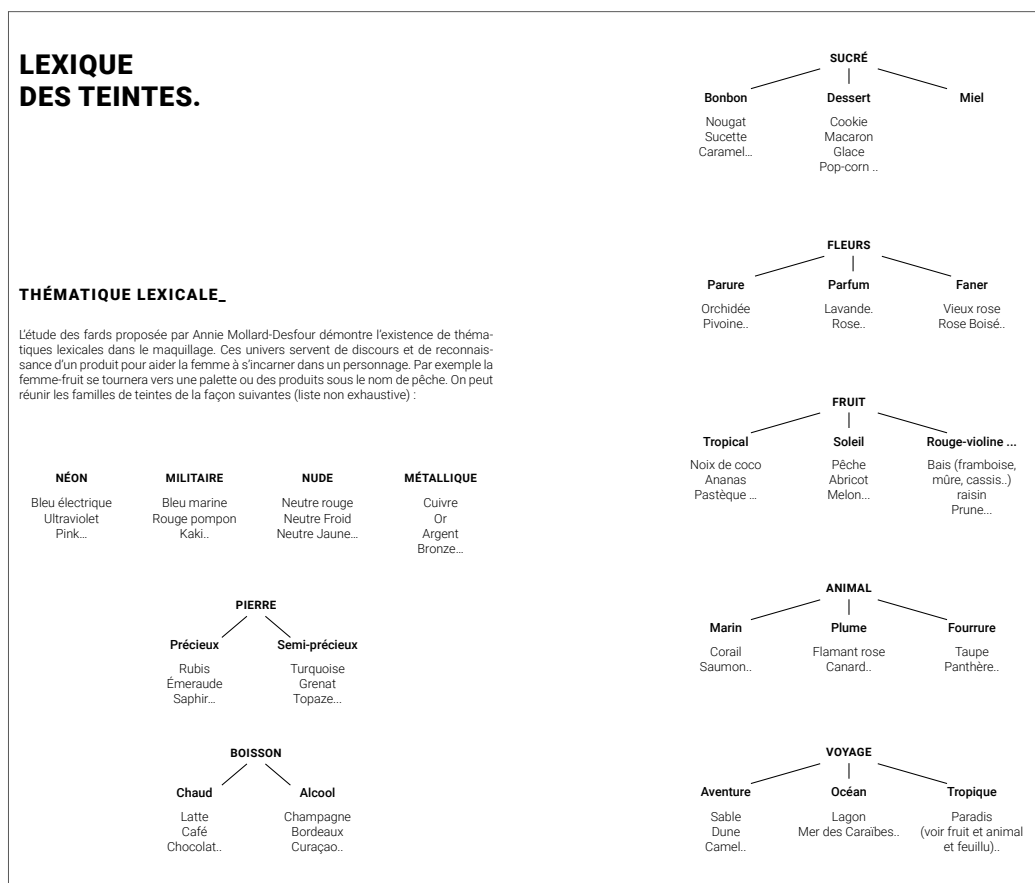 LEXIQUE
DES TEINTES.
THÉMATIQUE LEXICALE_
L'étude des fards proposée par Annie Mollard-Desfour démontre l'existence de théma-
tiques lexicales dans le maquillage. Ces univers servent de discours et de reconnais-
sance d'un produit pour aider la femme à s'incarner dans un personnage. Par exemple la
femme-fruit se tournera vers une palette ou des produits sous le nom de pêche. On peut
réunir les familles de teintes de la façon suivantes (liste non exhaustive) :
NÉON
Bleu électrique
Ultraviolet
Pink...
MILITAIRE
Bleu marine
Rouge pompon
Kaki..
NUDE
Neutre rouge
Neutre Froid
Neutre Jaune...
MÉTALLIQUE
Cuivre
Or
Argent
Bronze...
PIERRE
Précieux
Rubis
Émeraude
Saphir...
Semi-précieux
Turquoise
Grenat
Topaze...
BOISSON
Chaud
Latte
Café
Chocolat..
Alcool
Champagne
Bordeaux
Curaçao..
SUCRÉ
Bonbon
Nougat
Sucette
Caramel...
Dessert
Cookie
Macaron
Glace
Pop-corn ..
Miel
FLEURS
Parure
Orchidée
Pivoine..
Parfum
Lavande.
Rose..
Faner
Vieux rose
Rose Boisé..
FRUIT
Tropical
Noix de coco
Ananas
Pastèque ...
Soleil
Pêche
Abricot
Melon...
Rouge-violine ...
Bais (framboise,
mûre, cassis..)
raisin
Prune...
ANIMAL
Marin
Corail
Saumon..
Plume
Flamant rose
Canard..
Fourrure
Taupe
Panthère..
VOYAGE
Aventure
Sable
Dune
Camel..
Océan
Lagon
Mer des Caraïbes..
Tropique
Paradis
(voir fruit et animal
et feuillu)..